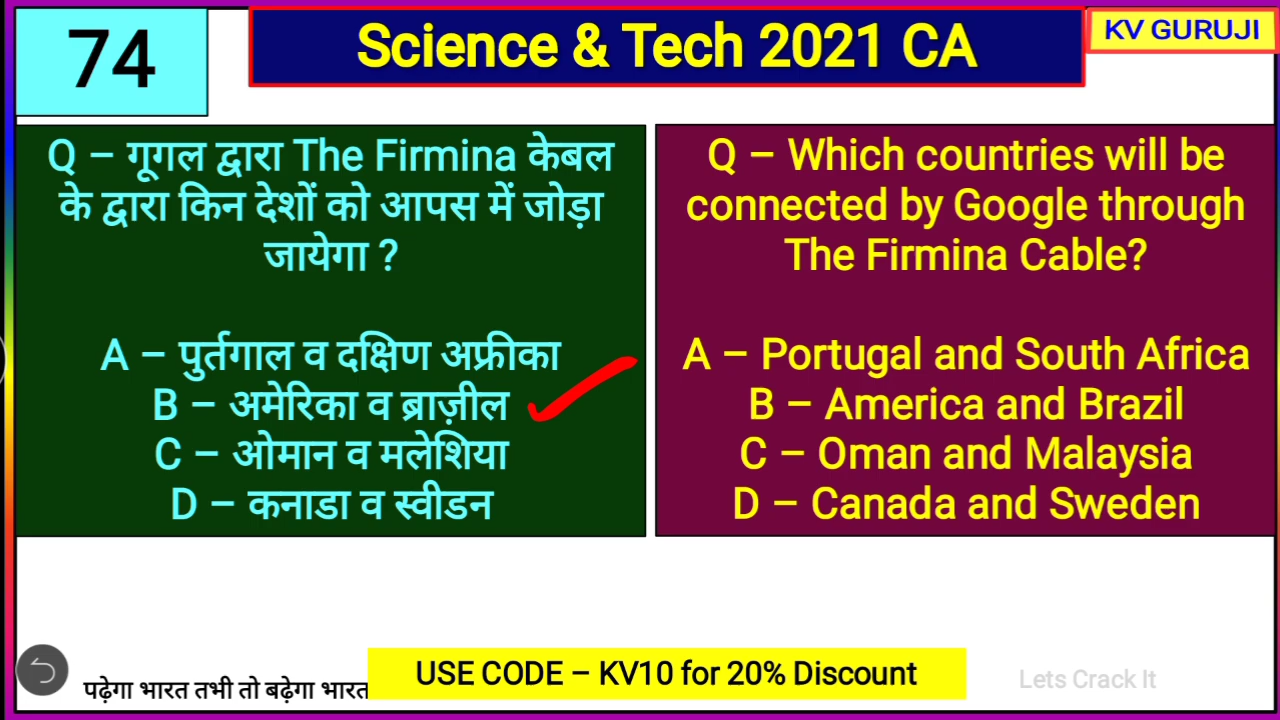 74
Science & Tech 2021 CA
KV GURUJI
Q – गूगल द्वारा The Firmina केबल
के द्वारा किन देशों को आपस में जोड़ा
जायेगा ?
A – पुर्तगाल व दक्षिण अफ्रीका
B – अमेरिका व ब्राज़ील
C – ओमान व मलेशिया
D – कनाडा व स्वीडन
Q – Which countries will be
connected by Google through
The Firmina Cable?
A – Portugal and South Africa
B – America and Brazil
C – Oman and Malaysia
D – Canada and Sweden
पढ़ेगा भारत तभी तो बढ़ेगा भारत
USE CODE – KV10 for 20% Discount
Lets Crack It